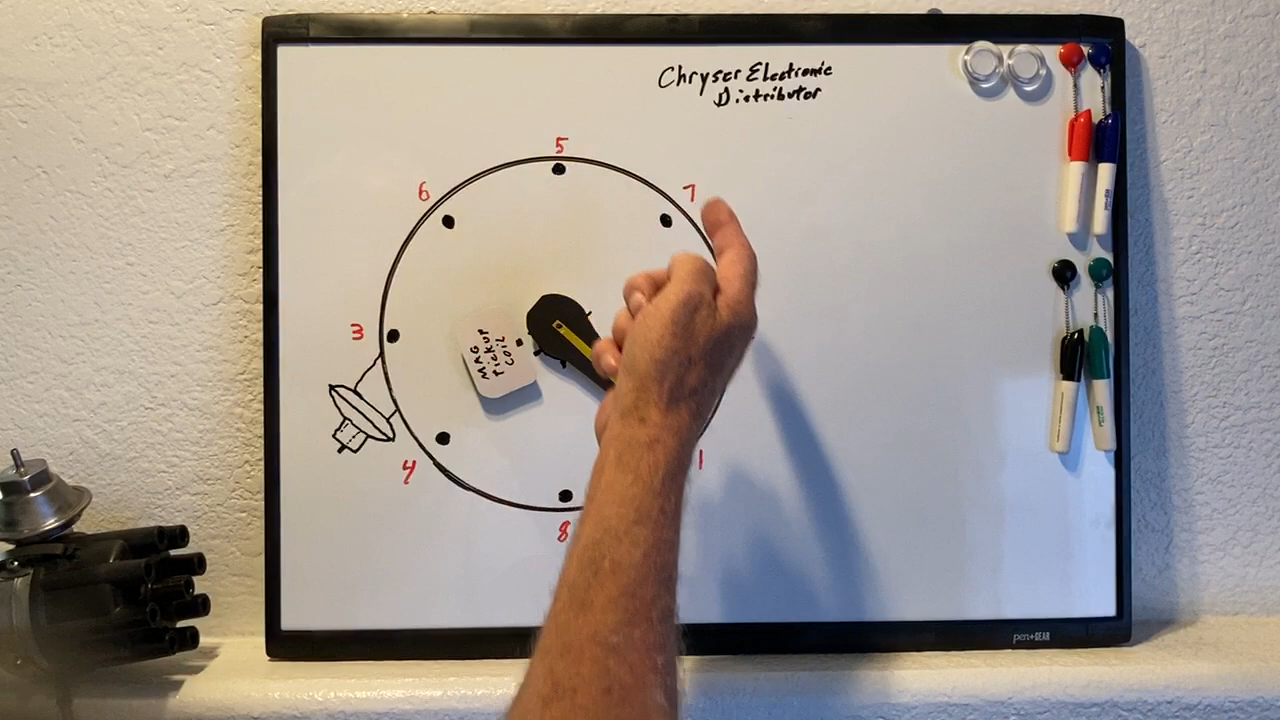 Chryser Electronic
Distributor
5
6
7
3
MAG
PICKUP
COIL
4
1
8
pen+GEAR